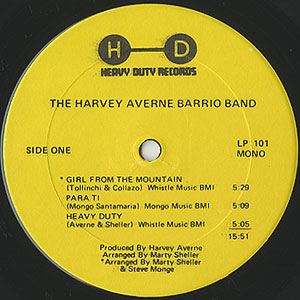 H D
HEAVY DUTY RECORDS
THE HARVEY AVERNE BARRIO BAND
SIDE ONE
LP 101
MONO
* GIRL FROM THE MOUNTAIN
(Tollinchi & Collazo) Whistle Music BMI 5:29
PARA TI
(Mongo Santamaria) Mongo Music BMI 5:09
HEAVY DUTY
(Averne & Sheller) Whistle Music BMI 5:05
15:51
Produced By Harvey Averne
Arranged By Marty Sheller
*Arranged By Marty Sheller
& Steve Monge